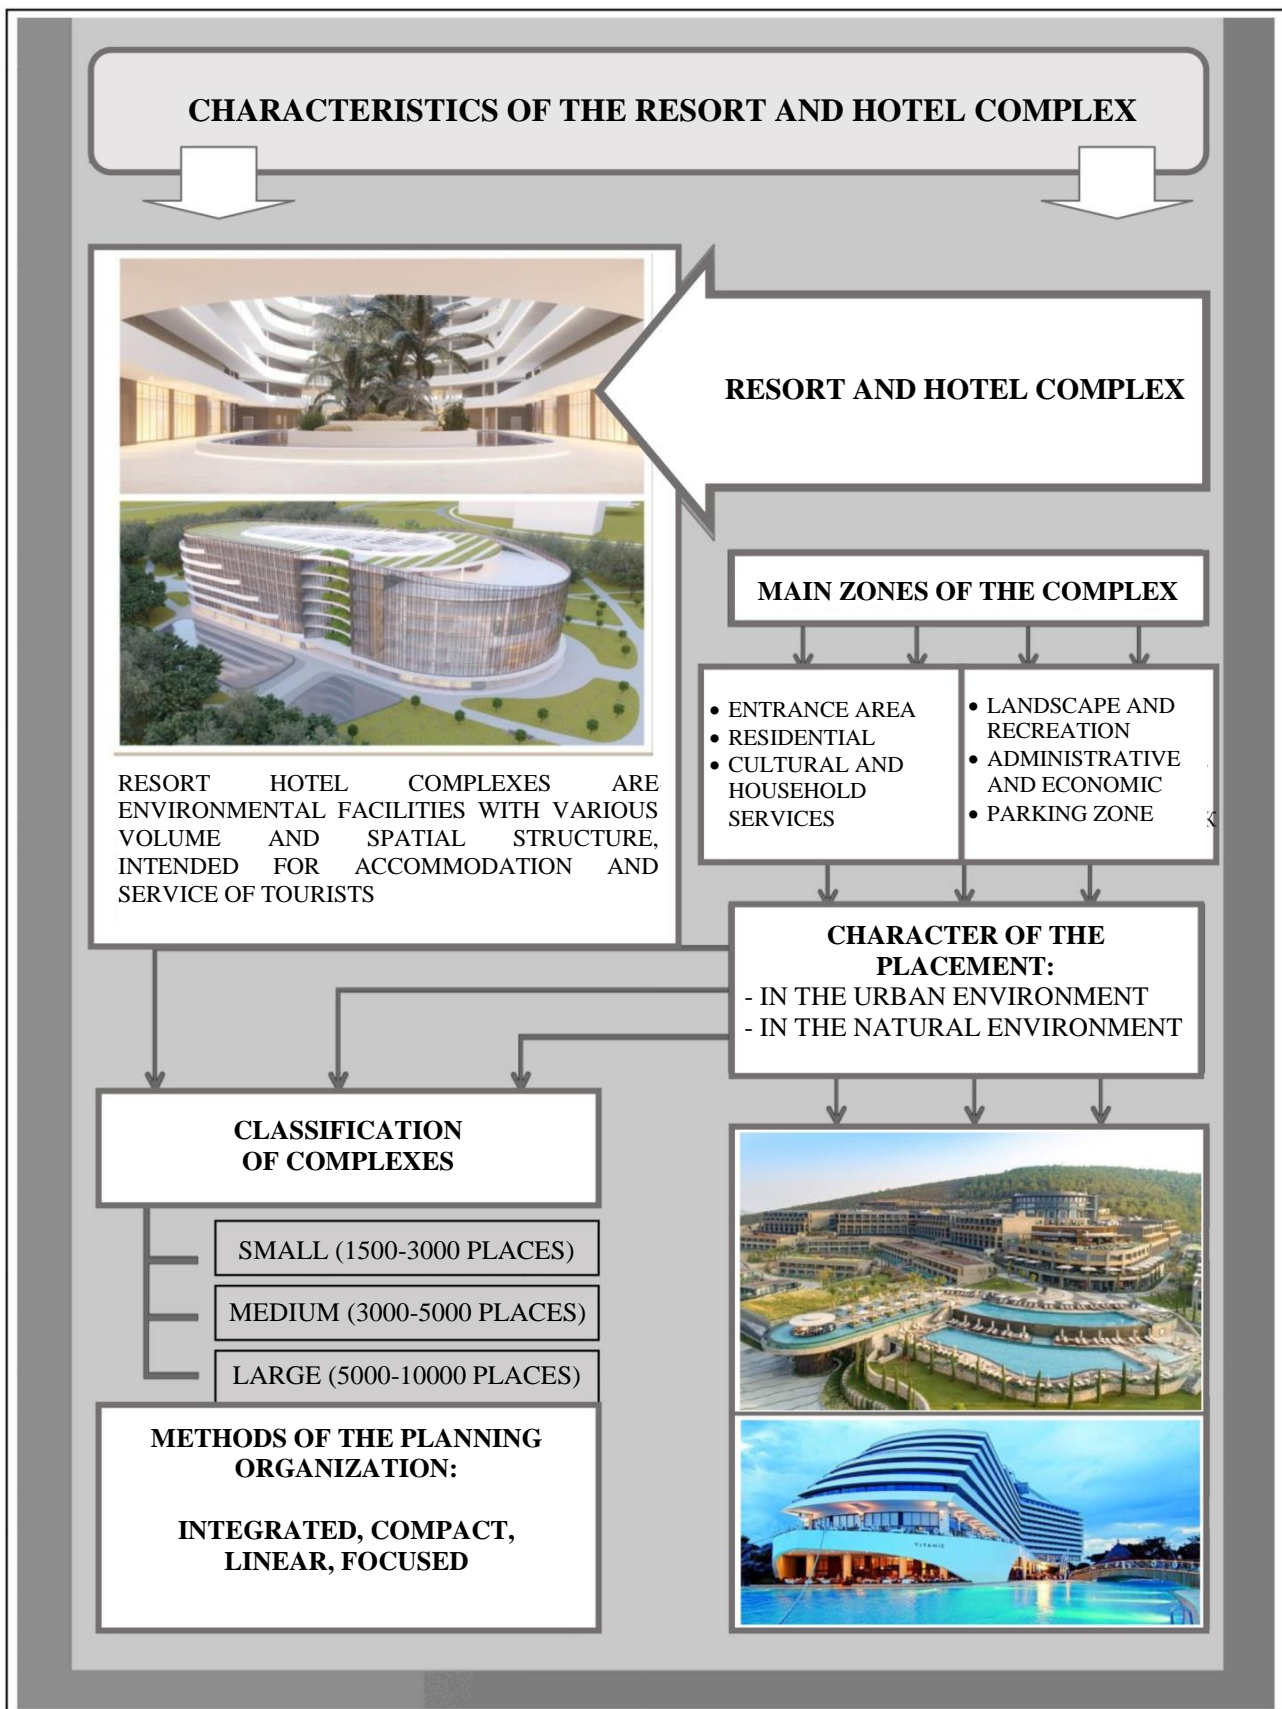 CHARACTERISTICS OF THE RESORT AND HOTEL COMPLEX
RESORT AND HOTEL COMPLEX
RESORT HOTEL COMPLEXES ARE
ENVIRONMENTAL FACILITIES WITH VARIOUS
VOLUME AND SPATIAL STRUCTURE,
INTENDED FOR ACCOMMODATION AND
SERVICE OF TOURISTS
MAIN ZONES OF THE COMPLEX
• ENTRANCE AREA
• RESIDENTIAL
• CULTURAL AND
HOUSEHOLD
SERVICES
• LANDSCAPE AND
RECREATION
• ADMINISTRATIVE
AND ECONOMIC
• PARKING ZONE
CHARACTER OF THE
PLACEMENT:
- IN THE URBAN ENVIRONMENT
- IN THE NATURAL ENVIRONMENT
CLASSIFICATION
OF COMPLEXES
SMALL (1500-3000 PLACES)
MEDIUM (3000-5000 PLACES)
LARGE (5000-10000 PLACES)
METHODS OF THE PLANNING
ORGANIZATION:
INTEGRATED, COMPACT,
LINEAR, FOCUSED
TITANIC